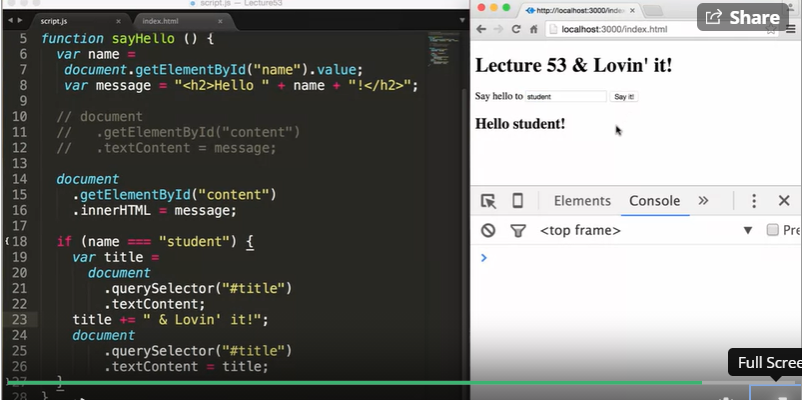 script.js — Lecture53
script.js × index.html ×
5 function sayHello () {
6 var name =
7 document.getElementById("name").value;
8 var message = "<h2>Hello " + name + "!</h2>";
9
10 // document
11 // .getElementById("content")
12 // .textContent = message;
13
14 document
15 .getElementById("content")
16 .innerHTML = message;
17
18 if (name === "student") {
19 var title =
20 document
21 .querySelector("#title")
22 .textContent;
23 title += " & Lovin' it!";
24 document
25 .querySelector("#title")
26 .textContent = title;
27 }
28 }
http://localhost:3000/index ×
localhost:3000/index.html
Share
Lecture 53 & Lovin' it!
Say hello to student Say it!
Hello student!
Elements Console »
<top frame> ▼ Pre
>
Full Scree